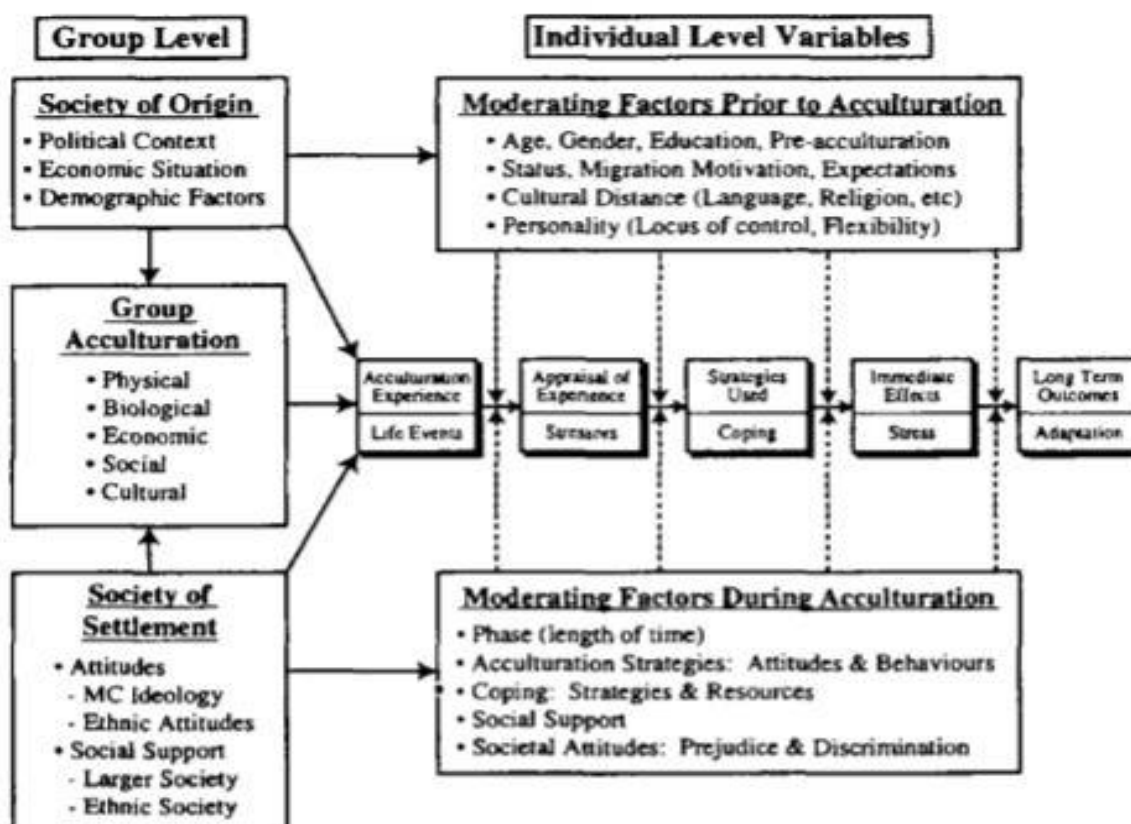 Group Level
Individual Level Variables
Society of Origin
• Political Context
• Economic Situation
• Demographic Factors
Moderating Factors Prior to Acculturation
• Age, Gender, Education, Pre-acculturation
• Status, Migration Motivation, Expectations
• Cultural Distance (Language, Religion, etc)
• Personality (Locus of control, Flexibility)
Group
Acculturation
• Physical
• Biological
• Economic
• Social
• Cultural
Acculturation
Experience
Life Events
Appraisal of
Experience
Stressors
Strategies
Used
Coping
Immediate
Effects
Stress
Long Term
Outcomes
Adaptation
Society of
Settlement
• Attitudes
- MC Ideology
- Ethnic Attitudes
• Social Support
- Larger Society
- Ethnic Society
Moderating Factors During Acculturation
• Phase (length of time)
• Acculturation Strategies: Attitudes & Behaviours
• Coping: Strategies & Resources
• Social Support
• Societal Attitudes: Prejudice & Discrimination